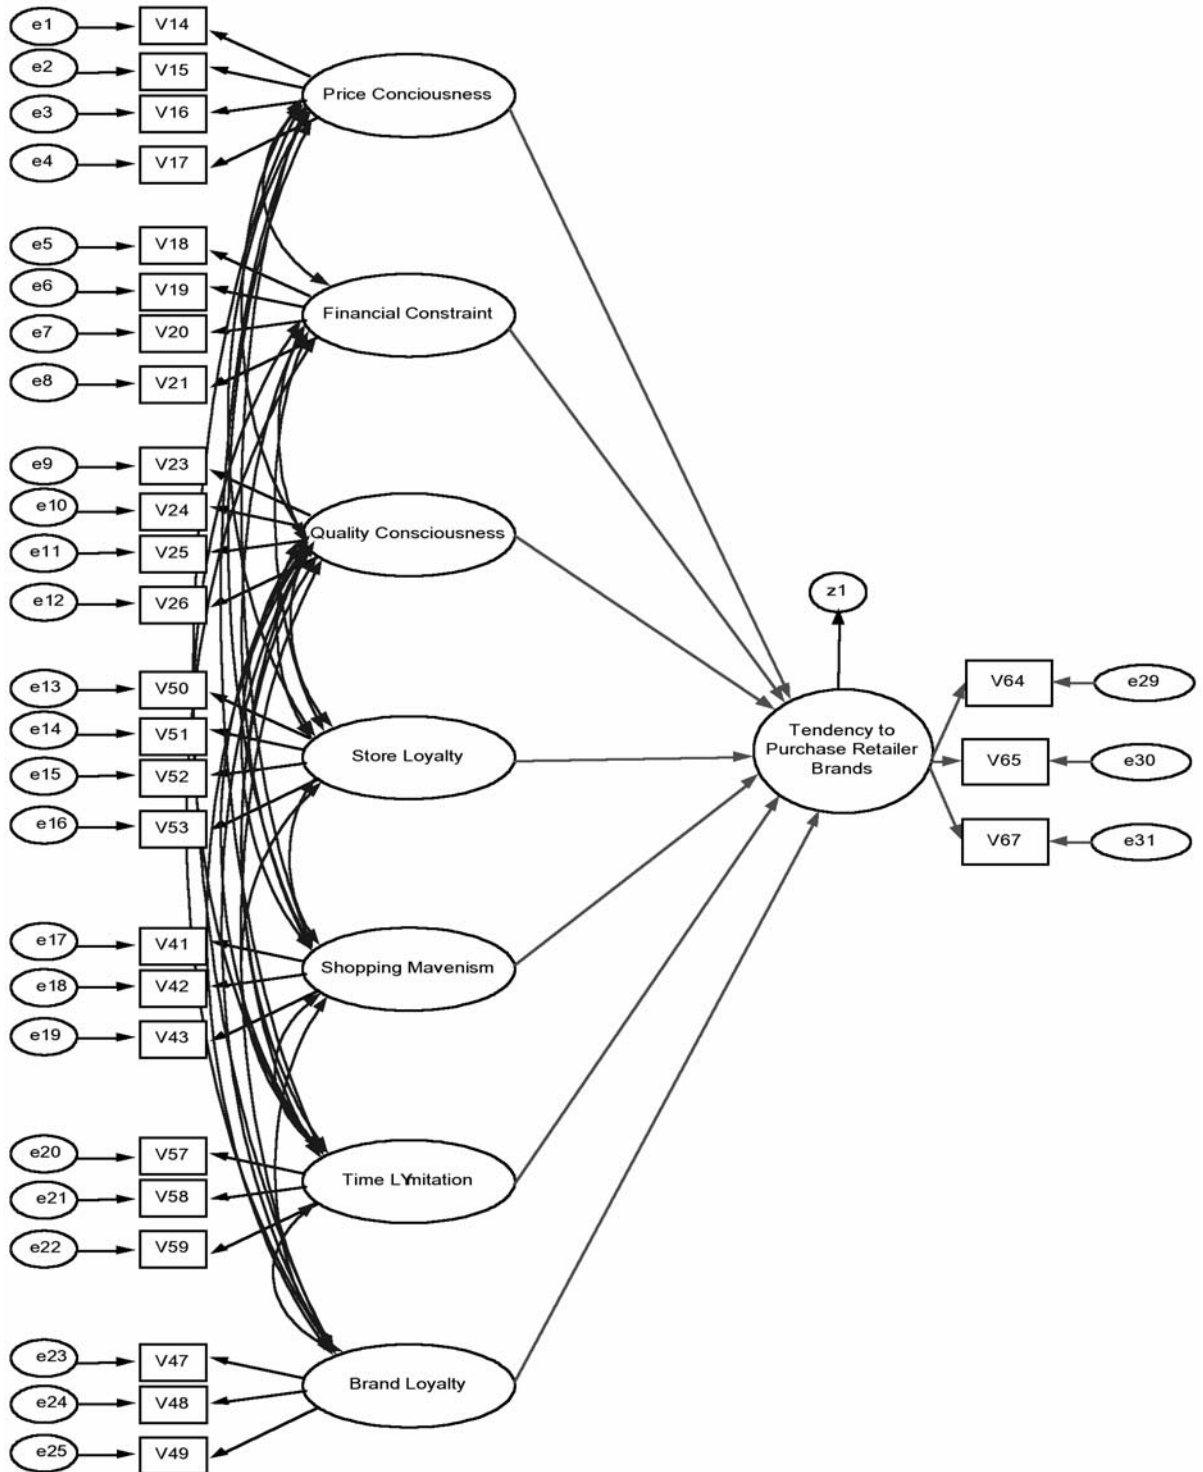 e1
V14
e2
V15
e3
V16
e4
V17
Price Conciousness
e5
V18
e6
V19
e7
V20
e8
V21
Financial Constraint
e9
V23
e10
V24
e11
V25
e12
V26
Quality Consciousness
z1
e13
V50
e14
V51
e15
V52
e16
V53
Store Loyalty
Tendency to
Purchase Retailer
Brands
V64
e29
V65
e30
V67
e31
e17
V41
e18
V42
e19
V43
Shopping Mavenism
e20
V57
e21
V58
e22
V59
Time LYmitation
e23
V47
e24
V48
e25
V49
Brand Loyalty